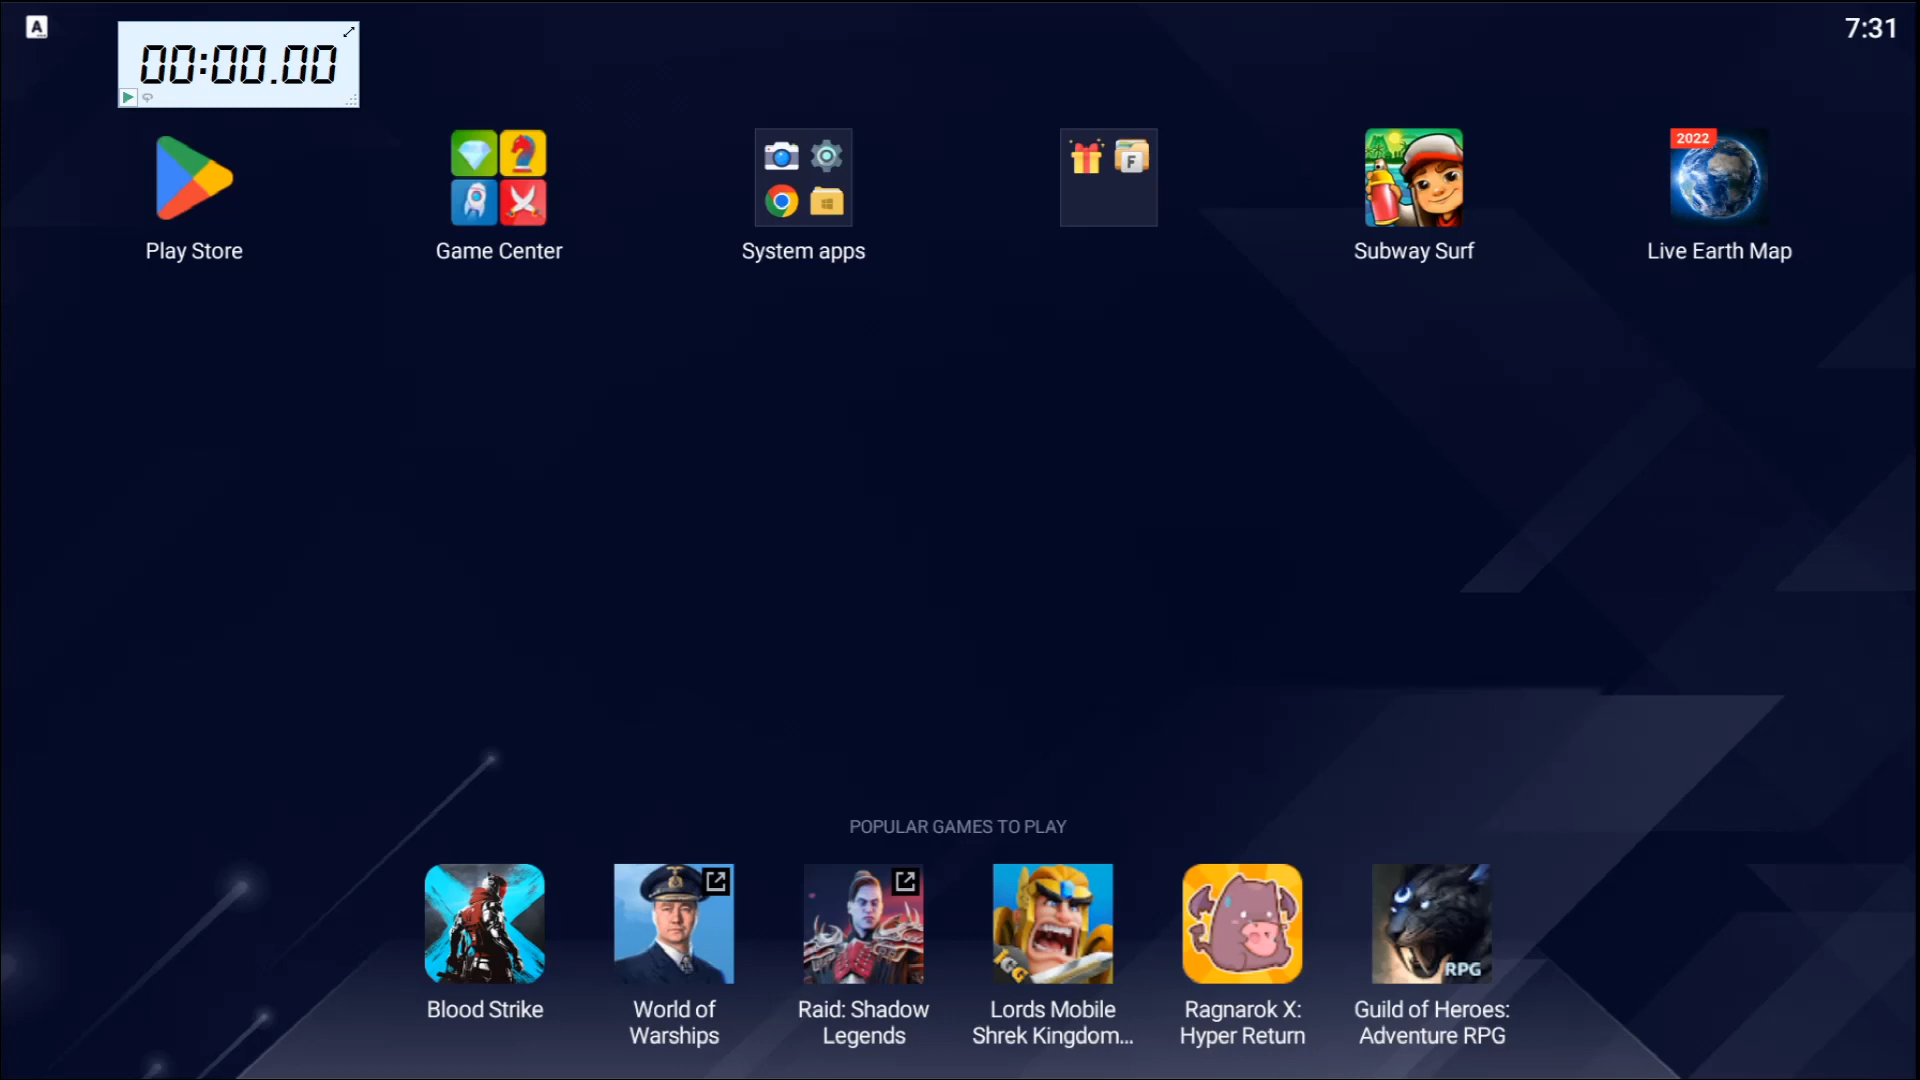 A
00:00.00
7:31
2022
F
Play Store
Game Center
System apps
Subway Surf
Live Earth Map
POPULAR GAMES TO PLAY
IGG
RPG
Blood Strike
World of
Warships
Raid: Shadow
Legends
Lords Mobile
Shrek Kingdom...
Ragnarok X:
Hyper Return
Guild of Heroes:
Adventure RPG